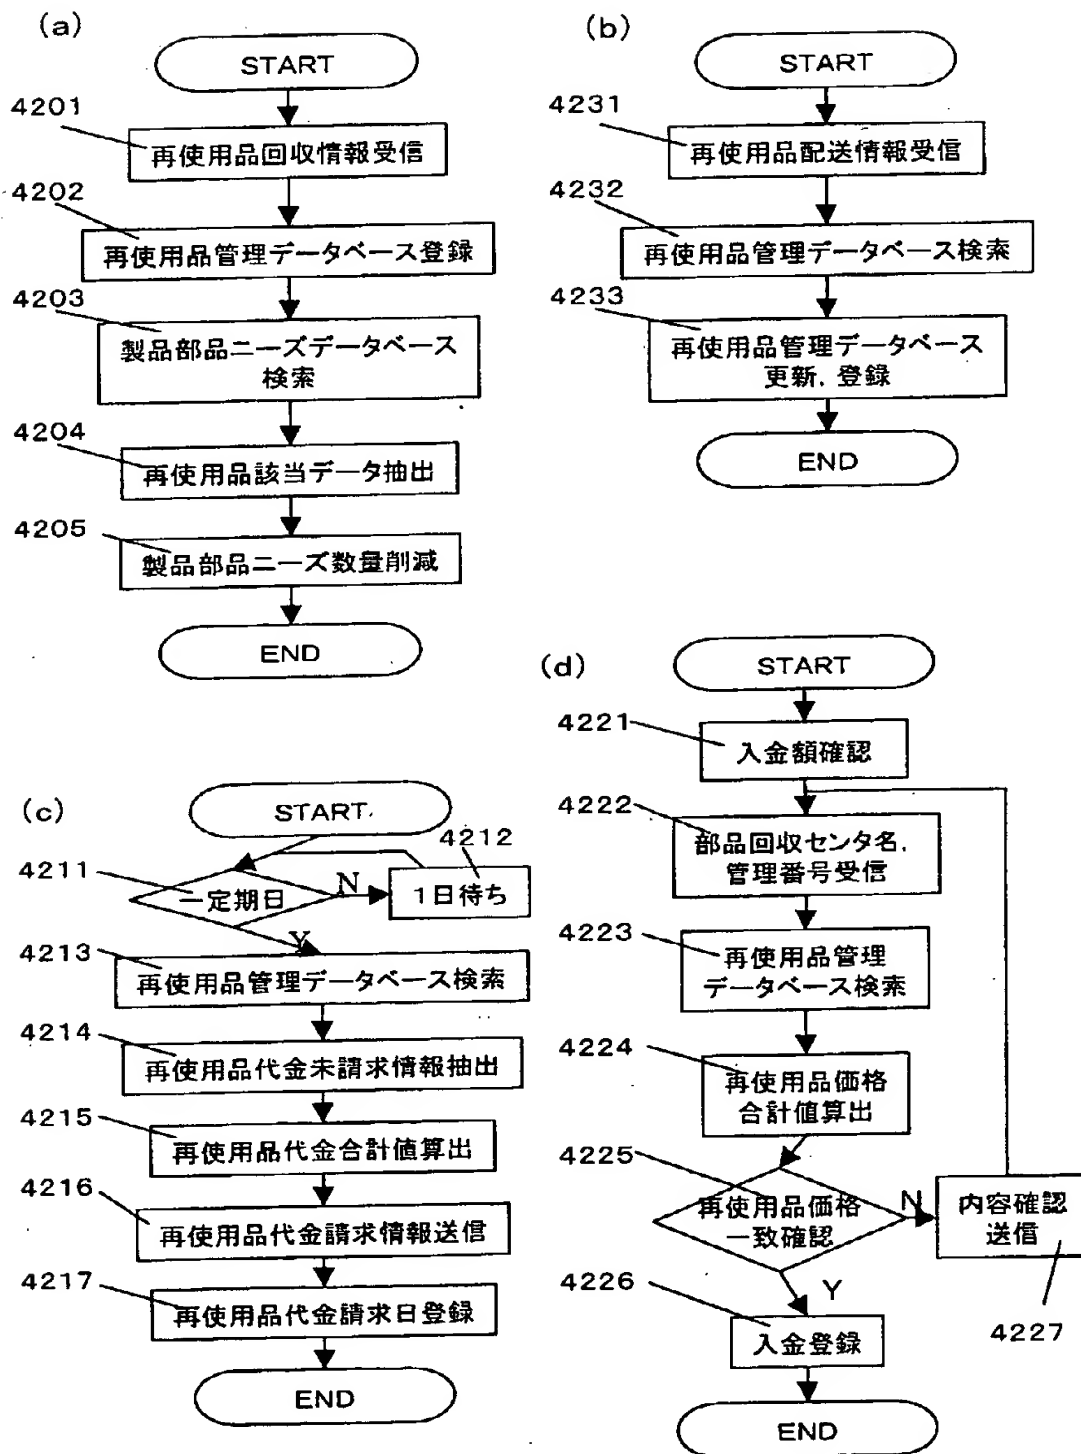 (a)
START
4201
再使用品回収情報受信
4202
再使用品管理データベース登録
4203
製品部品ニーズデータベース
検索
4204
再使用品該当データ抽出
4205
製品部品ニーズ数量削減
END
(b)
START
4231
再使用品配送情報受信
4232
再使用品管理データベース検索
4233
再使用品管理データベース
更新,登録
END
(c)
START
4211
一定期日
N
4212
1日待ち
Y
4213
再使用品管理データベース検索
4214
再使用品代金未請求情報抽出
4215
再使用品代金合計値算出
4216
再使用品代金請求情報送信
4217
再使用品代金請求日登録
END
(d)
START
4221
入金額確認
4222
部品回収センタ名,
管理番号受信
4223
再使用品管理
データベース検索
4224
再使用品価格
合計値算出
4225
再使用品価格
一致確認
N
内容確認
送信
4227
Y
4226
入金登録
END